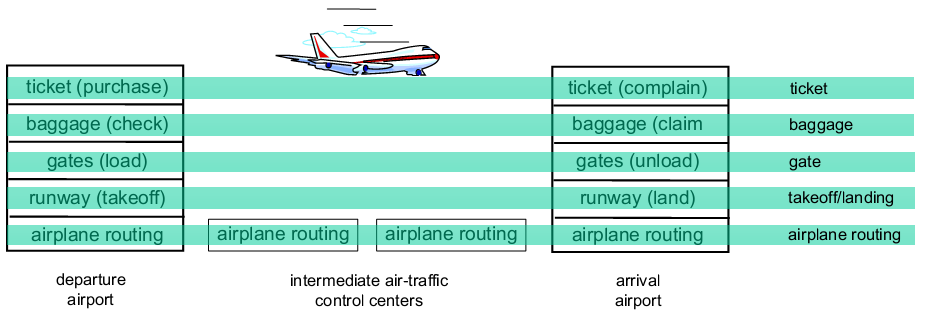 ticket (purchase) ticket (complain) ticket
baggage (check) baggage (claim baggage
gates (load) gates (unload) gate
runway (takeoff) runway (land) takeoff/landing
airplane routing airplane routing airplane routing airplane routing airplane routing
departure intermediate air-traffic arrival
airport control centers airport